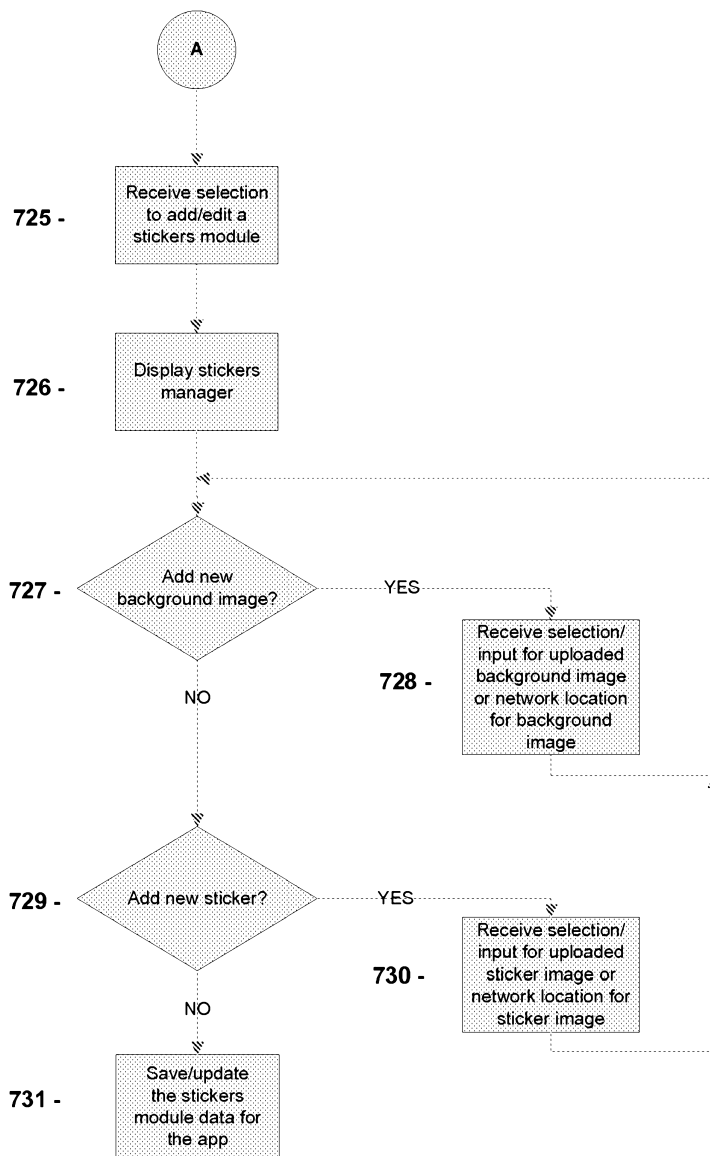 A
725 -
Receive selection
to add/edit a
stickers module
726 -
Display stickers
manager
727 -
Add new
background image?
YES
728 -
Receive selection/
input for uploaded
background image
or network location
for background
image
NO
729 -
Add new sticker?
YES
730 -
Receive selection/
input for uploaded
sticker image or
network location for
sticker image
NO
731 -
Save/update
the stickers
module data for
the app